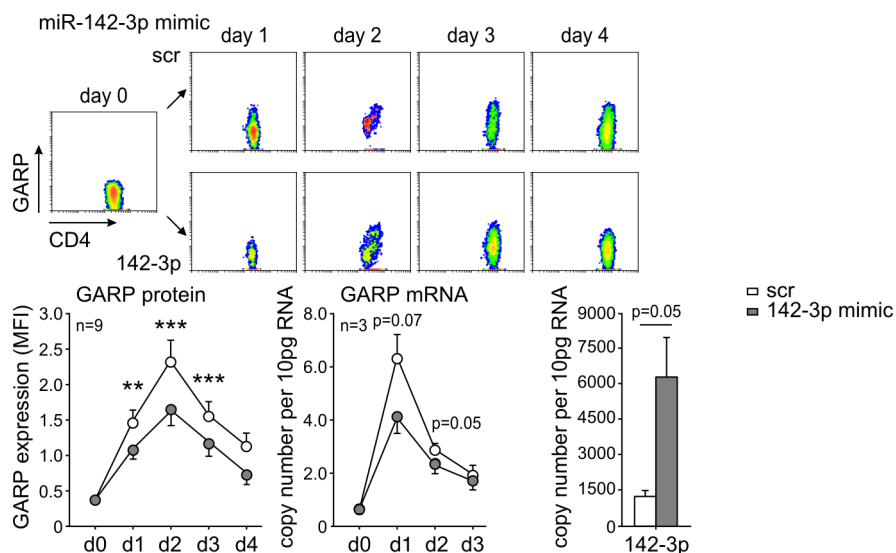 miR-142-3p mimic
scr
day 1
day 2
day 3
day 4
day 0
GARP
CD4
142-3p
GARP protein
GARP expression (MFI)
3.0
2.5
2.0
1.5
1.0
0.5
0
n=9
**
***
***
d0 d1 d2 d3 d4
GARP mRNA
copy number per 10pg RNA
8.0
6.0
4.0
2.0
0.0
n=3
p=0.07
p=0.05
d0 d1 d2 d3
copy number per 10pg RNA
9000
7500
6000
4500
3000
1500
0
p=0.05
142-3p
scr
142-3p mimic